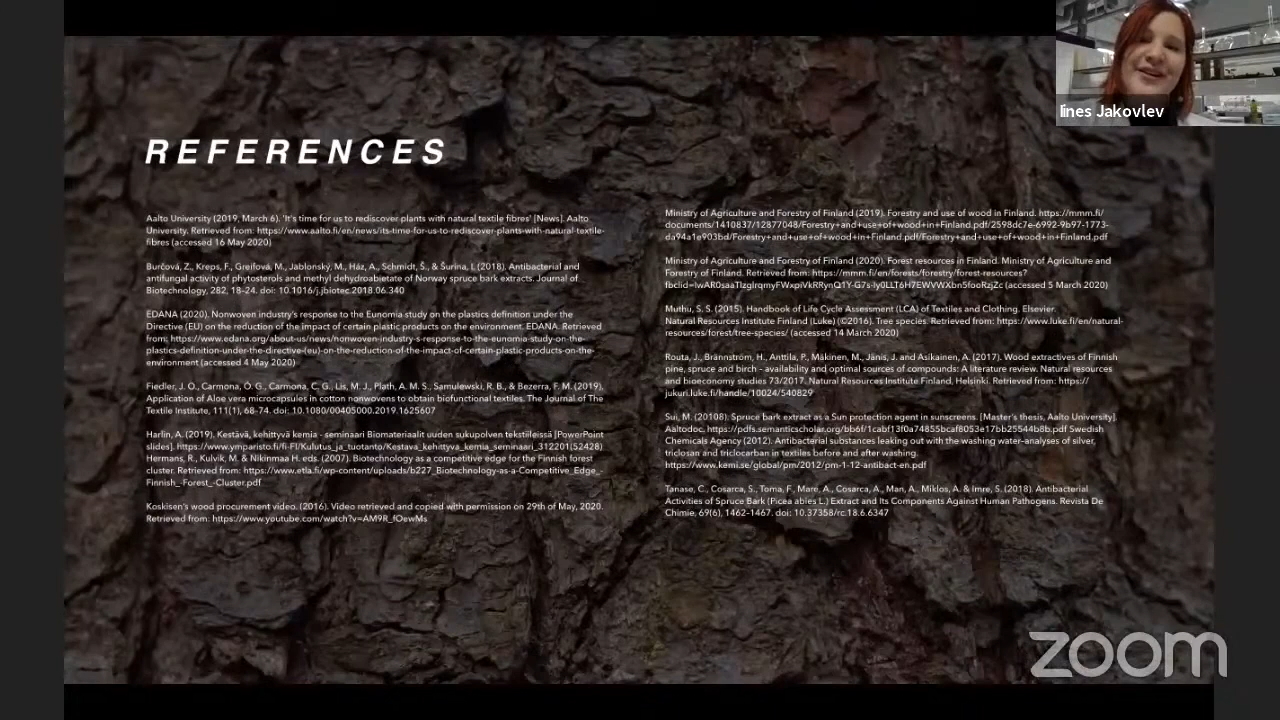 Iines Jakovlev
REFERENCES
Aalto University (2019, March 6). 'It's time for us to rediscover plants with natural textile fibres' [News]. Aalto
University. Retrieved from: https://www.aalto.fi/en/news/its-time-for-us-to-rediscover-plants-with-natural-textile-
fibres (accessed 16 May 2020)
Burčová, Z., Kreps, F., Greifová, M., Jablonský, M., Ház, A., Schmidt, Š., & Šurina, I. (2018). Antibacterial and
antifungal activity of phytosterols and methyl dehydroabietate of Norway spruce bark extracts. Journal of
Biotechnology, 282, 18-24. doi: 10.1016/j.jbiotec.2018.06.340
EDANA (2020). Nonwoven industry's response to the Eunomia study on the plastics definition under the
Directive (EU) on the reduction of the impact of certain plastic products on the environment. EDANA. Retrieved
from: https://www.edana.org/about-us/news/nonwoven-industry-s-response-to-the-eunomia-study-on-the-
plastics-definition-under-the-directive-(eu)-on-the-reduction-of-the-impact-of-certain-plastic-products-on-the-
environment (accessed 4 May 2020)
Fiedler, J. O., Carmona, Ó. G., Carmona, C. G., Lis, M. J., Plath, A. M. S., Samulewski, R. B., & Bezerra, F. M. (2019).
Application of Aloe vera microcapsules in cotton nonwovens to obtain biofunctional textiles. The Journal of The
Textile Institute, 111(1), 68-74. doi: 10.1080/00405000.2019.1625607
Harlin, A. (2019). Kestävä, kehittyvä kemia - seminaari Biomateriaalit uuden sukupolven tekstiileissä [PowerPoint
slides]. https://www.ymparisto.fi/fi-FI/Kulutus_ja_tuotanto/Kestava_kehittyva_kemia_seminaari_312201(52428)
Hermans, R., Kulvik, M. & Nikinmaa H. eds. (2007). Biotechnology as a competitive edge for the Finnish forest
cluster. Retrieved from: https://www.etla.fi/wp-content/uploads/b227_Biotechnology-as-a-Competitive_Edge_-
Finnish_-Forest_-Cluster.pdf
Koskisen's wood procurement video. (2016). Video retrieved and copied with permission on 29th of May, 2020.
Retrieved from: https://www.youtube.com/watch?v=AM9R_fOewMs
Ministry of Agriculture and Forestry of Finland (2019). Forestry and use of wood in Finland. https://mmm.fi/
documents/1410837/12877048/Forestry+and+use+of+wood+in+Finland.pdf/2598dc7e-6992-9b97-1773-
da94a1e903bd/Forestry+and+use+of+wood+in+Finland.pdf/Forestry+and+use+of+wood+in+Finland.pdf
Ministry of Agriculture and Forestry of Finland (2020). Forest resources in Finland. Ministry of Agriculture and
Forestry of Finland. Retrieved from: https://mmm.fi/en/forests/forestry/forest-resources?
(accessed 5 March 2020)
Muthu, S. S. (2015). Handbook of Life Cycle Assessment (LCA) of Textiles and Clothing. Elsevier.
Natural Resources Institute Finland (Luke) (©2016). Tree species. Retrieved from: https://www.luke.fi/en/natural-
resources/forest/tree-species/ (accessed 14 March 2020)
Routa, J., Brännström, H., Anttila, P., Mäkinen, M., Jänis, J. and Asikainen, A. (2017). Wood extractives of Finnish
pine, spruce and birch - availability and optimal sources of compounds: A literature review. Natural resources
and bioeconomy studies 73/2017. Natural Resources Institute Finland, Helsinki. Retrieved from: https://
jukuri.luke.fi/handle/10024/540829
Sui, M. (20108). Spruce bark extract as a Sun protection agent in sunscreens. [Master's thesis, Aalto University].
Aaltodoc. https://pdfs.semanticscholar.org/bb6f/1cabf13f0a74855bcaf8053e17bb25544b8b.pdf Swedish
Chemicals Agency (2012). Antibacterial substances leaking out with the washing water-analyses of silver,
triclosan and triclocarban in textiles before and after washing.
https://www.kemi.se/global/pm/2012/pm-1-12-antibact-en.pdf
Tanase, C., Cosarca, S., Toma, F., Mare, A., Cosarca, A., Man, A., Miklos, A. & Imre, S. (2018). Antibacterial
Activities of Spruce Bark (Picea abies L.) Extract and Its Components Against Human Pathogens. Revista De
Chimie, 69(6), 1462-1467. doi: 10.37358/rc.18.6.6347
zoom